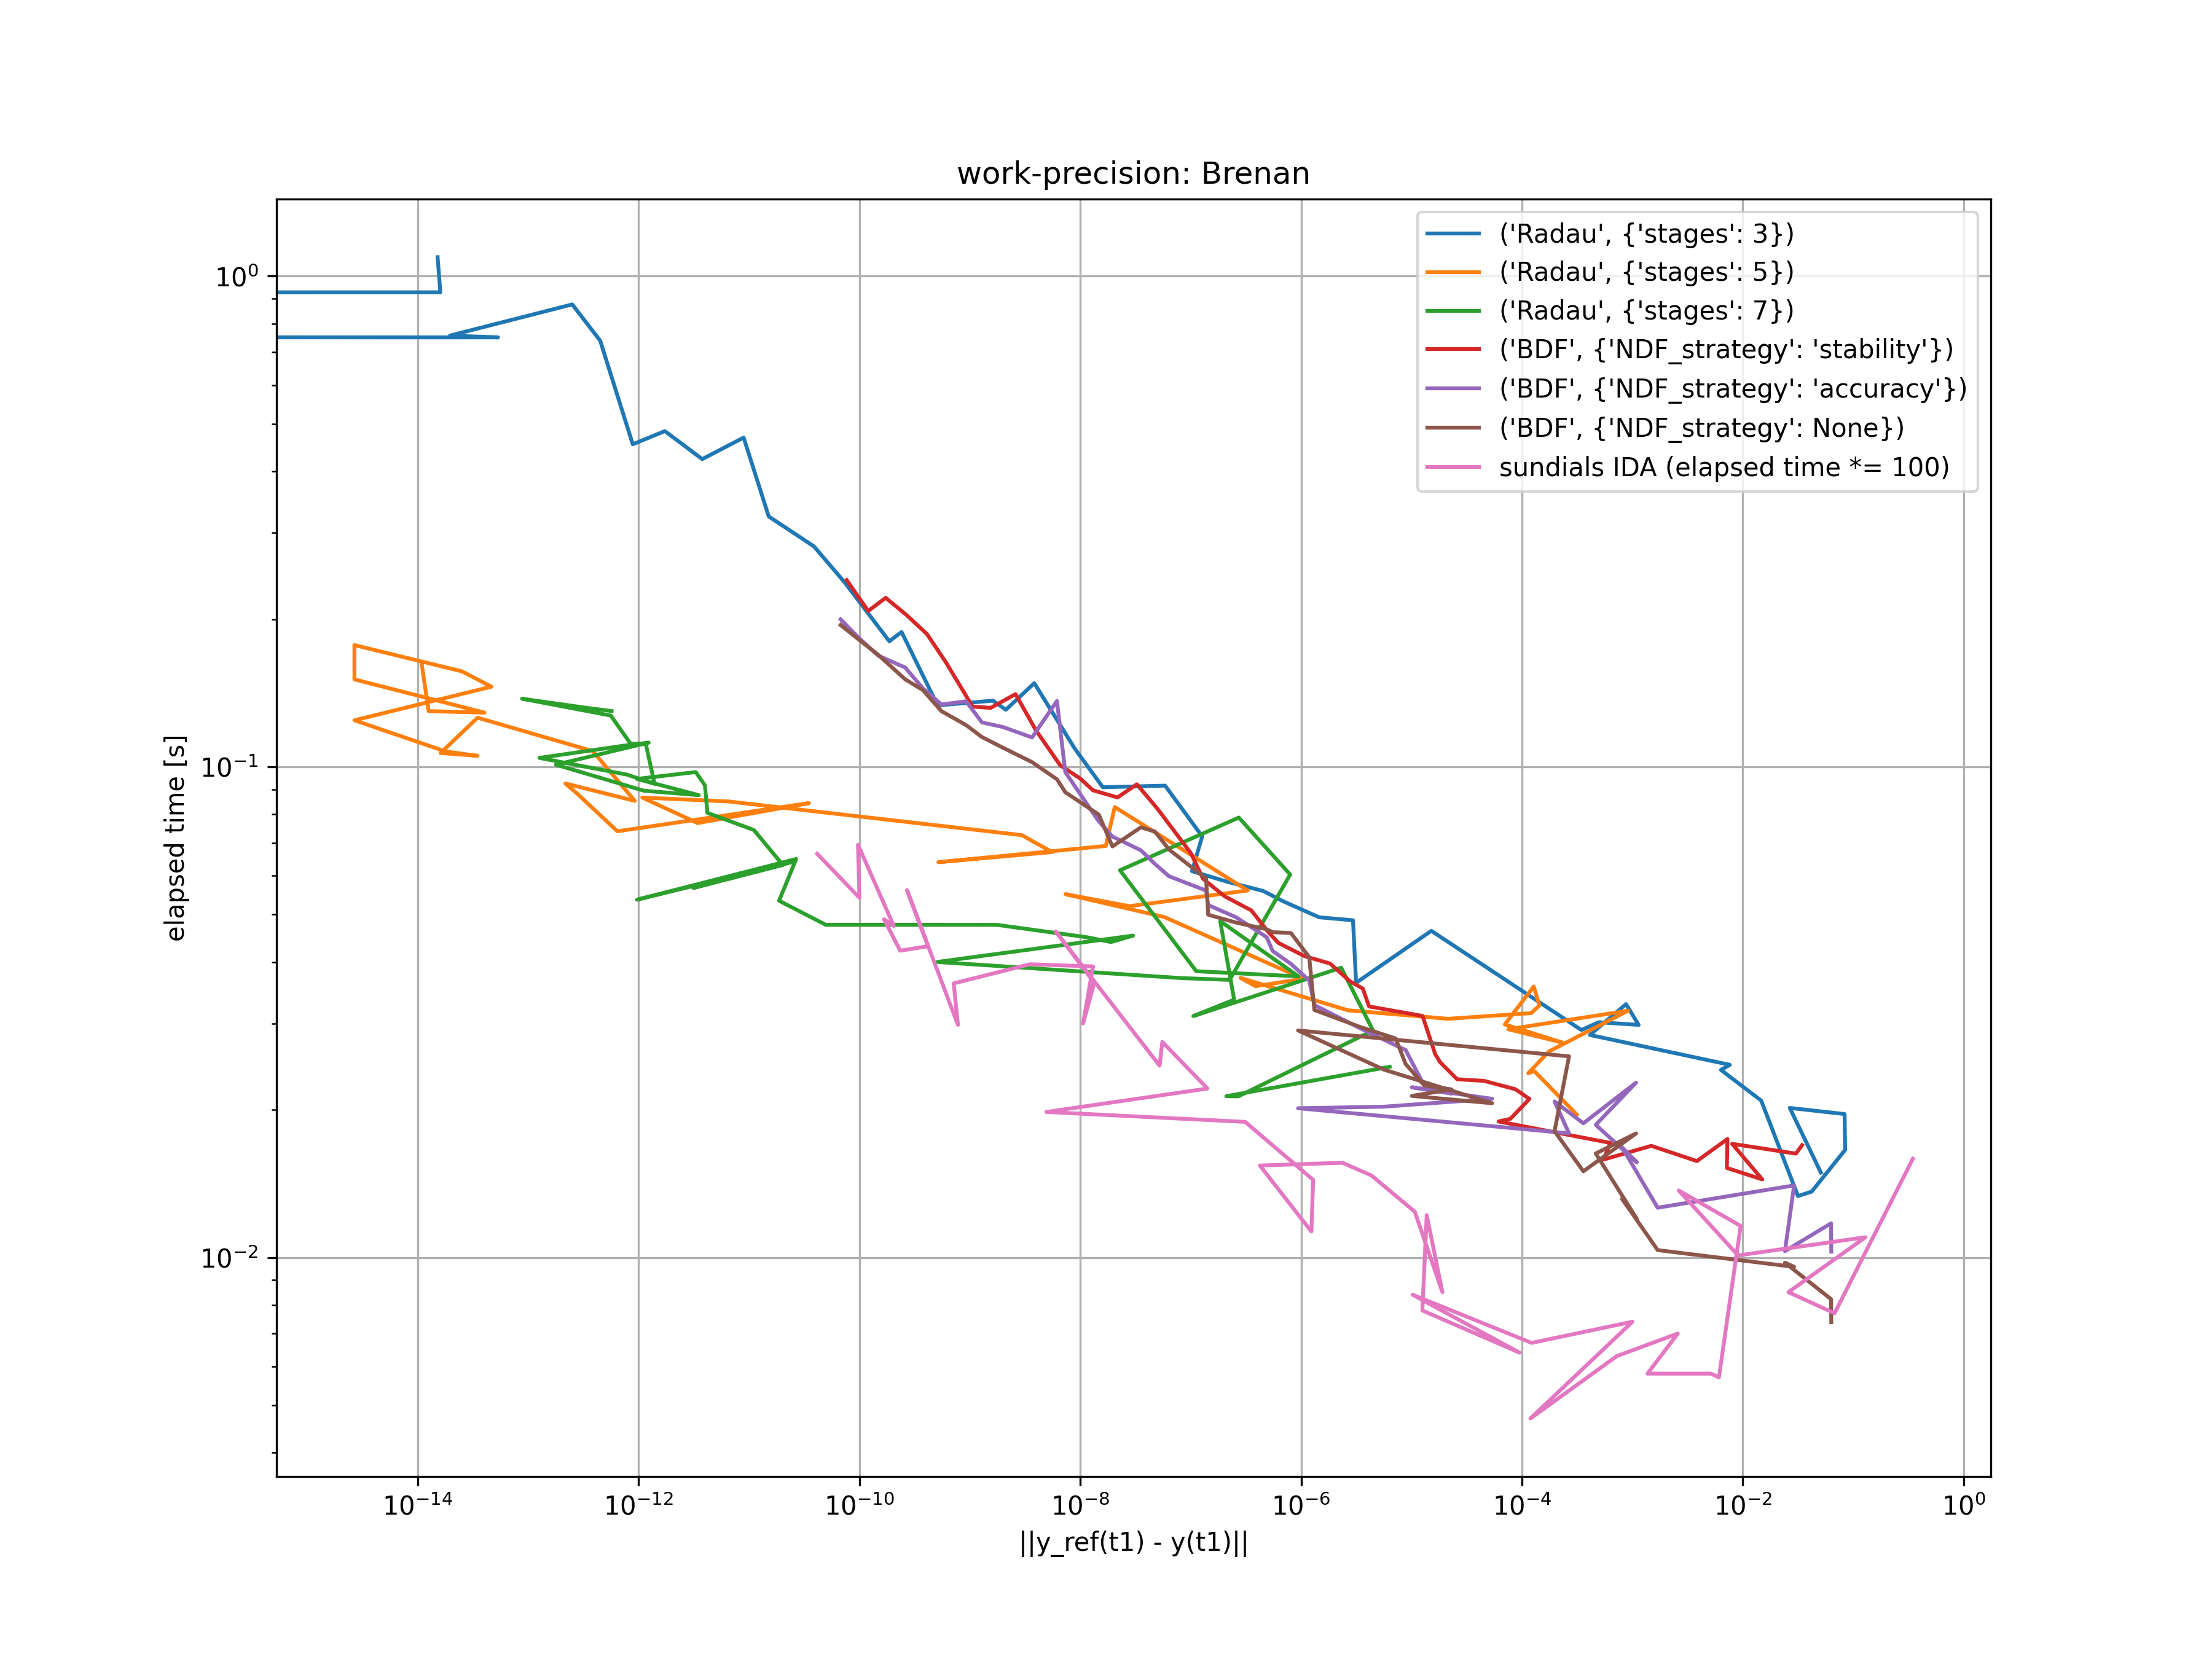 work-precision: Brenan
('Radau', {'stages': 3})
('Radau', {'stages': 5})
('Radau', {'stages': 7})
('BDF', {'NDF_strategy': 'stability'})
('BDF', {'NDF_strategy': 'accuracy'})
('BDF', {'NDF_strategy': None})
sundials IDA (elapsed time *= 100)
elapsed time [s]
10⁰
10⁻¹
10⁻²
10⁻¹⁴ 10⁻¹² 10⁻¹⁰ 10⁻⁸ 10⁻⁶ 10⁻⁴ 10⁻² 10⁰
||y_ref(t1) - y(t1)||